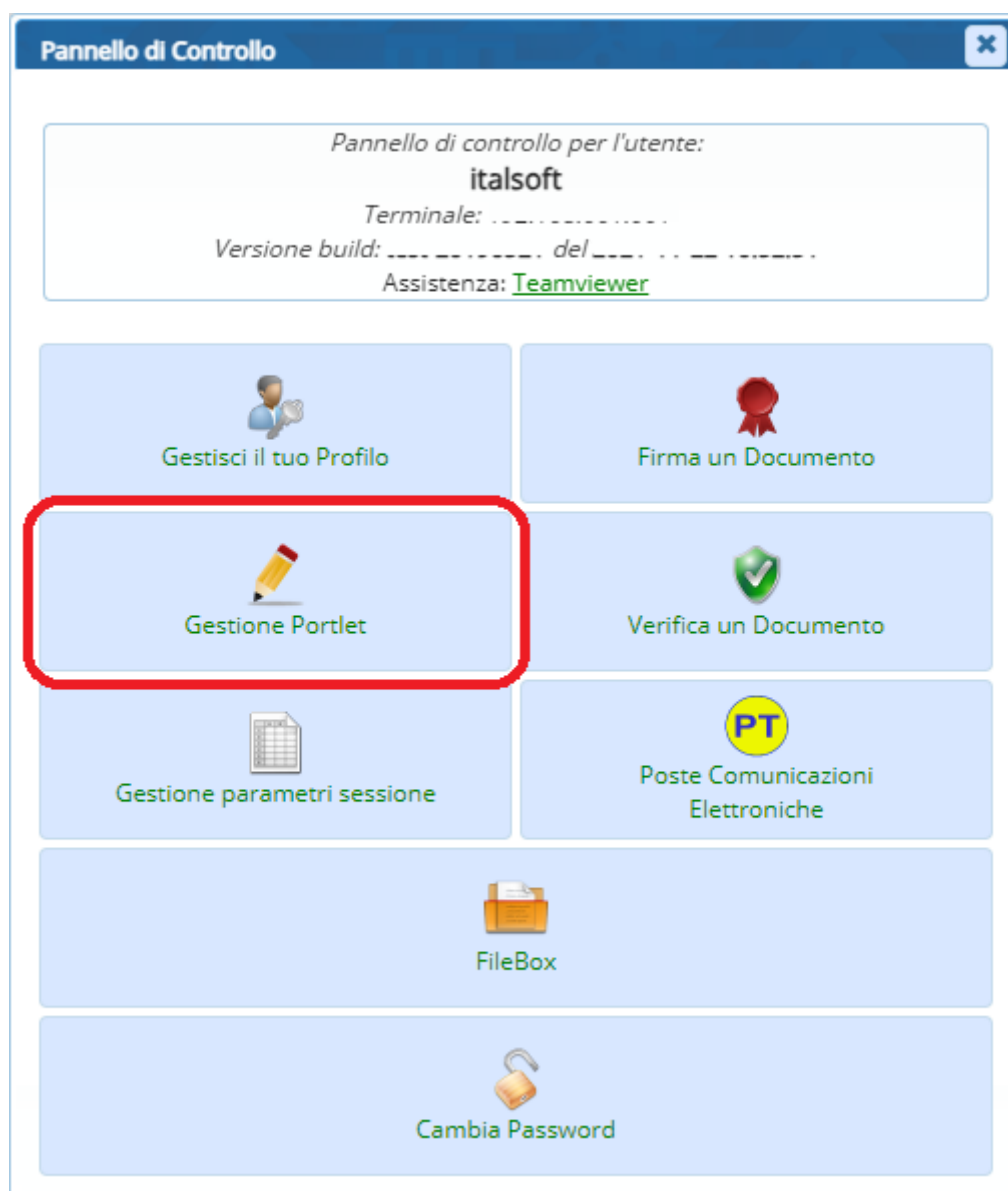 Pannello di Controllo
Pannello di controllo per l'utente:
italsoft
Terminale:
Versione build: del
Assistenza: Teamviewer
Gestisci il tuo Profilo
Firma un Documento
Gestione Portlet
Verifica un Documento
Gestione parametri sessione
PT
Poste Comunicazioni
Elettroniche
FileBox
Cambia Password